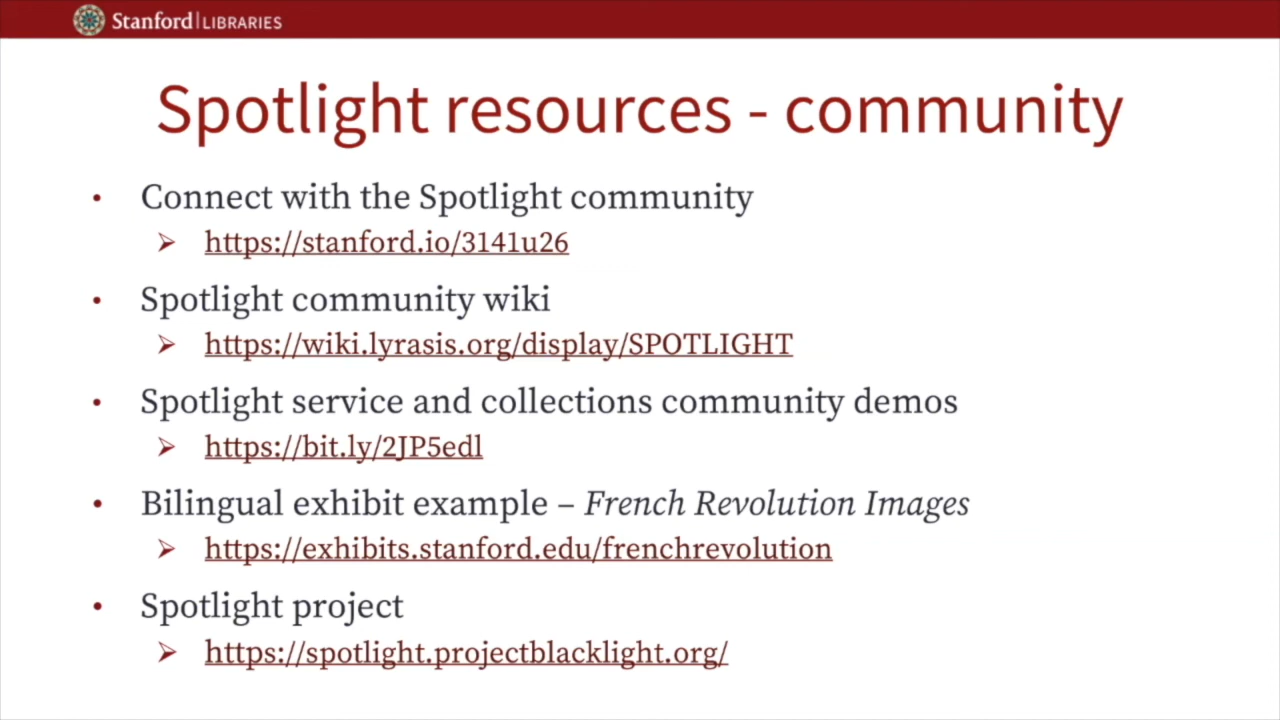 Stanford LIBRARIES
Spotlight resources - community
• Connect with the Spotlight community
➢ https://stanford.io/3141u26
• Spotlight community wiki
➢ https://wiki.lyrasis.org/display/SPOTLIGHT
• Spotlight service and collections community demos
➢ https://bit.ly/2JP5edl
• Bilingual exhibit example – French Revolution Images
➢ https://exhibits.stanford.edu/frenchrevolution
• Spotlight project
➢ https://spotlight.projectblacklight.org/